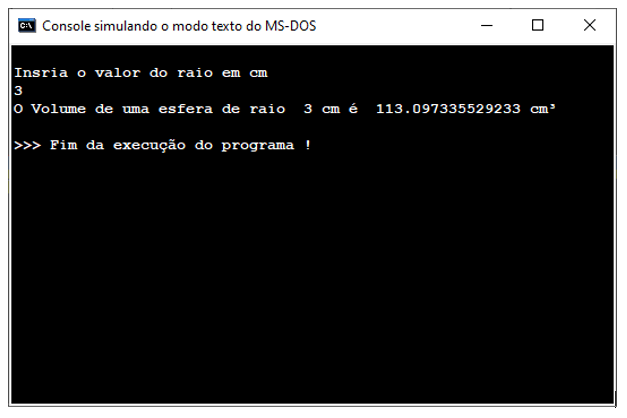 C:\ Console simulando o modo texto do MS-DOS
Insria o valor do raio em cm
3
O Volume de uma esfera de raio  3 cm é  113.097335529233 cm³
>>> Fim da execução do programa !